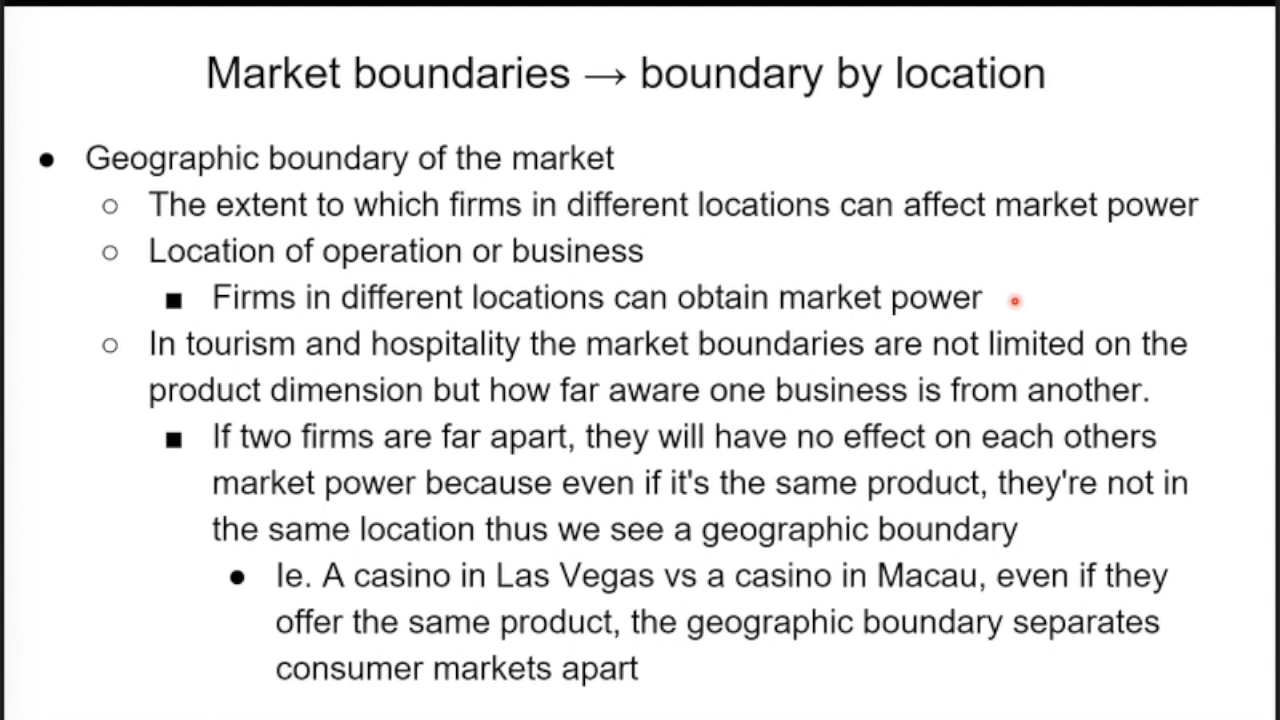 Market boundaries → boundary by location
● Geographic boundary of the market
○ The extent to which firms in different locations can affect market power
○ Location of operation or business
■ Firms in different locations can obtain market power
○ In tourism and hospitality the market boundaries are not limited on the
product dimension but how far aware one business is from another.
■ If two firms are far apart, they will have no effect on each others
market power because even if it's the same product, they're not in
the same location thus we see a geographic boundary
● Ie. A casino in Las Vegas vs a casino in Macau, even if they
offer the same product, the geographic boundary separates
consumer markets apart